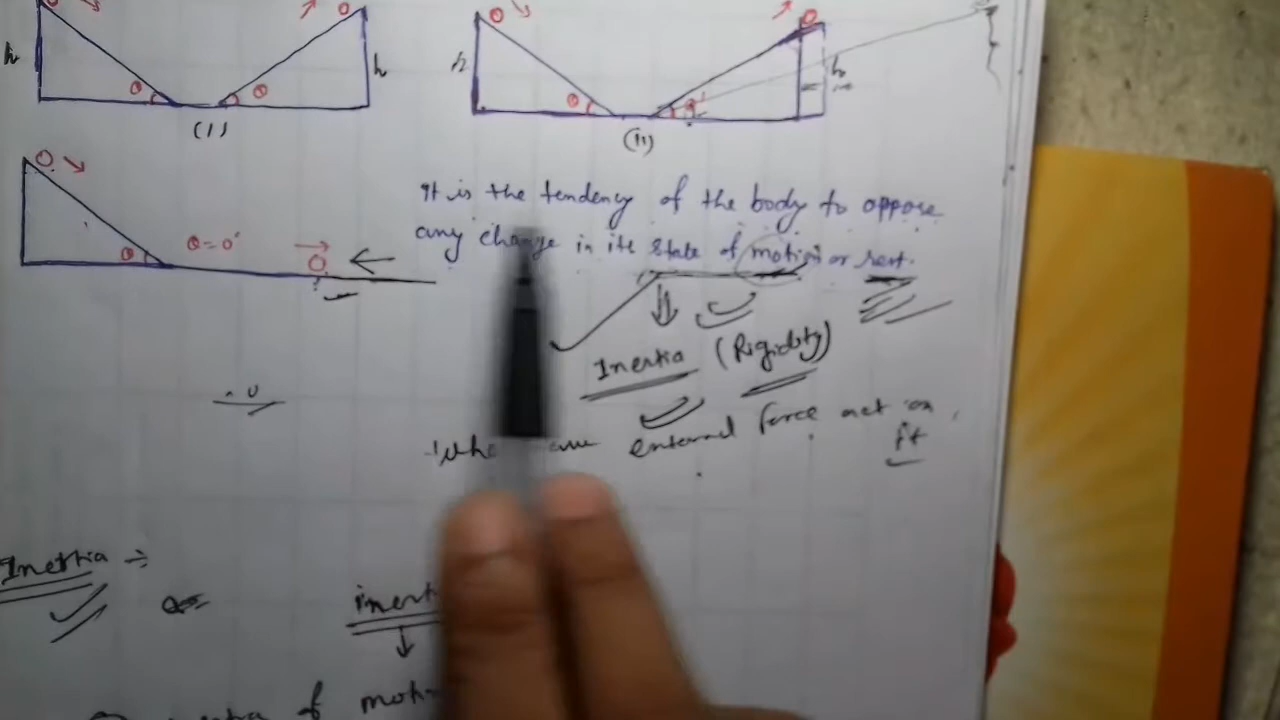 h θ θ h
(I)
h θ θ' h
(II)
θ θ=0°
It is the tendency of the body to oppose
any change in its state of motion or rest.
Inertia (Rigidity)
external force act on
it
Inertia :-
inert
of